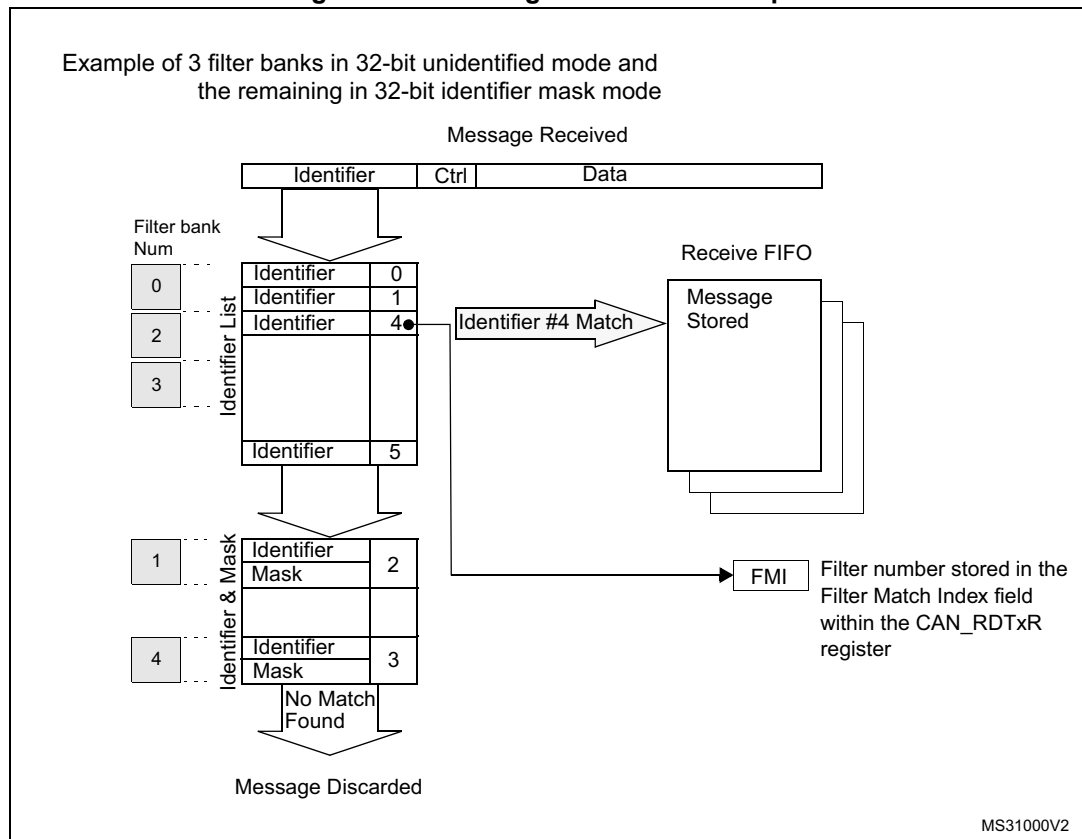 Example of 3 filter banks in 32-bit unidentified mode and
the remaining in 32-bit identifier mask mode
Message Received
Identifier Ctrl Data
Filter bank
Num
Receive FIFO
0
2
3
Identifier List
Identifier 0
Identifier 1
Identifier 4
Identifier 5
Identifier #4 Match
Message
Stored
1
4
Identifier & Mask
Identifier
Mask
2
Identifier
Mask
3
FMI
Filter number stored in the
Filter Match Index field
within the CAN_RDTxR
register
No Match
Found
Message Discarded
MS31000V2